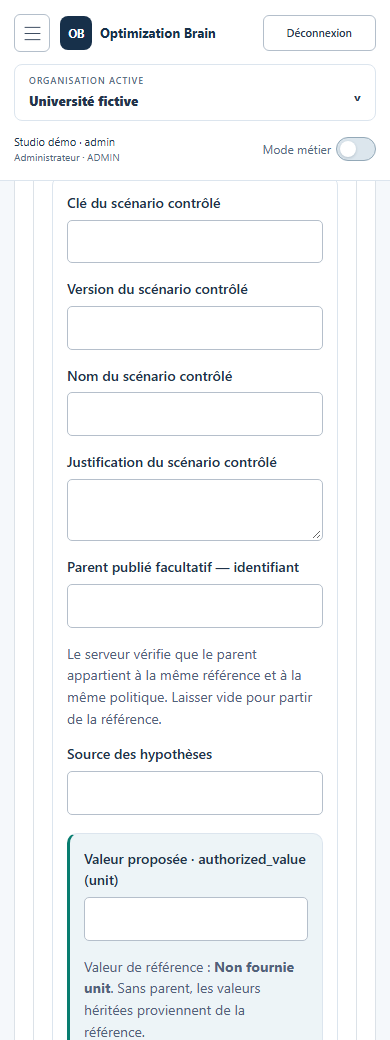 OB Optimization Brain
Déconnexion
ORGANISATION ACTIVE
Université fictive
v
Studio démo · admin
Administrateur · ADMIN
Mode métier
Clé du scénario contrôlé
Version du scénario contrôlé
Nom du scénario contrôlé
Justification du scénario contrôlé
Parent publié facultatif — identifiant
Le serveur vérifie que le parent
appartient à la même référence et à la
même politique. Laisser vide pour partir
de la référence.
Source des hypothèses
Valeur proposée · authorized_value
(unit)
Valeur de référence : Non fournie
unit. Sans parent, les valeurs
héritées proviennent de la
référence.